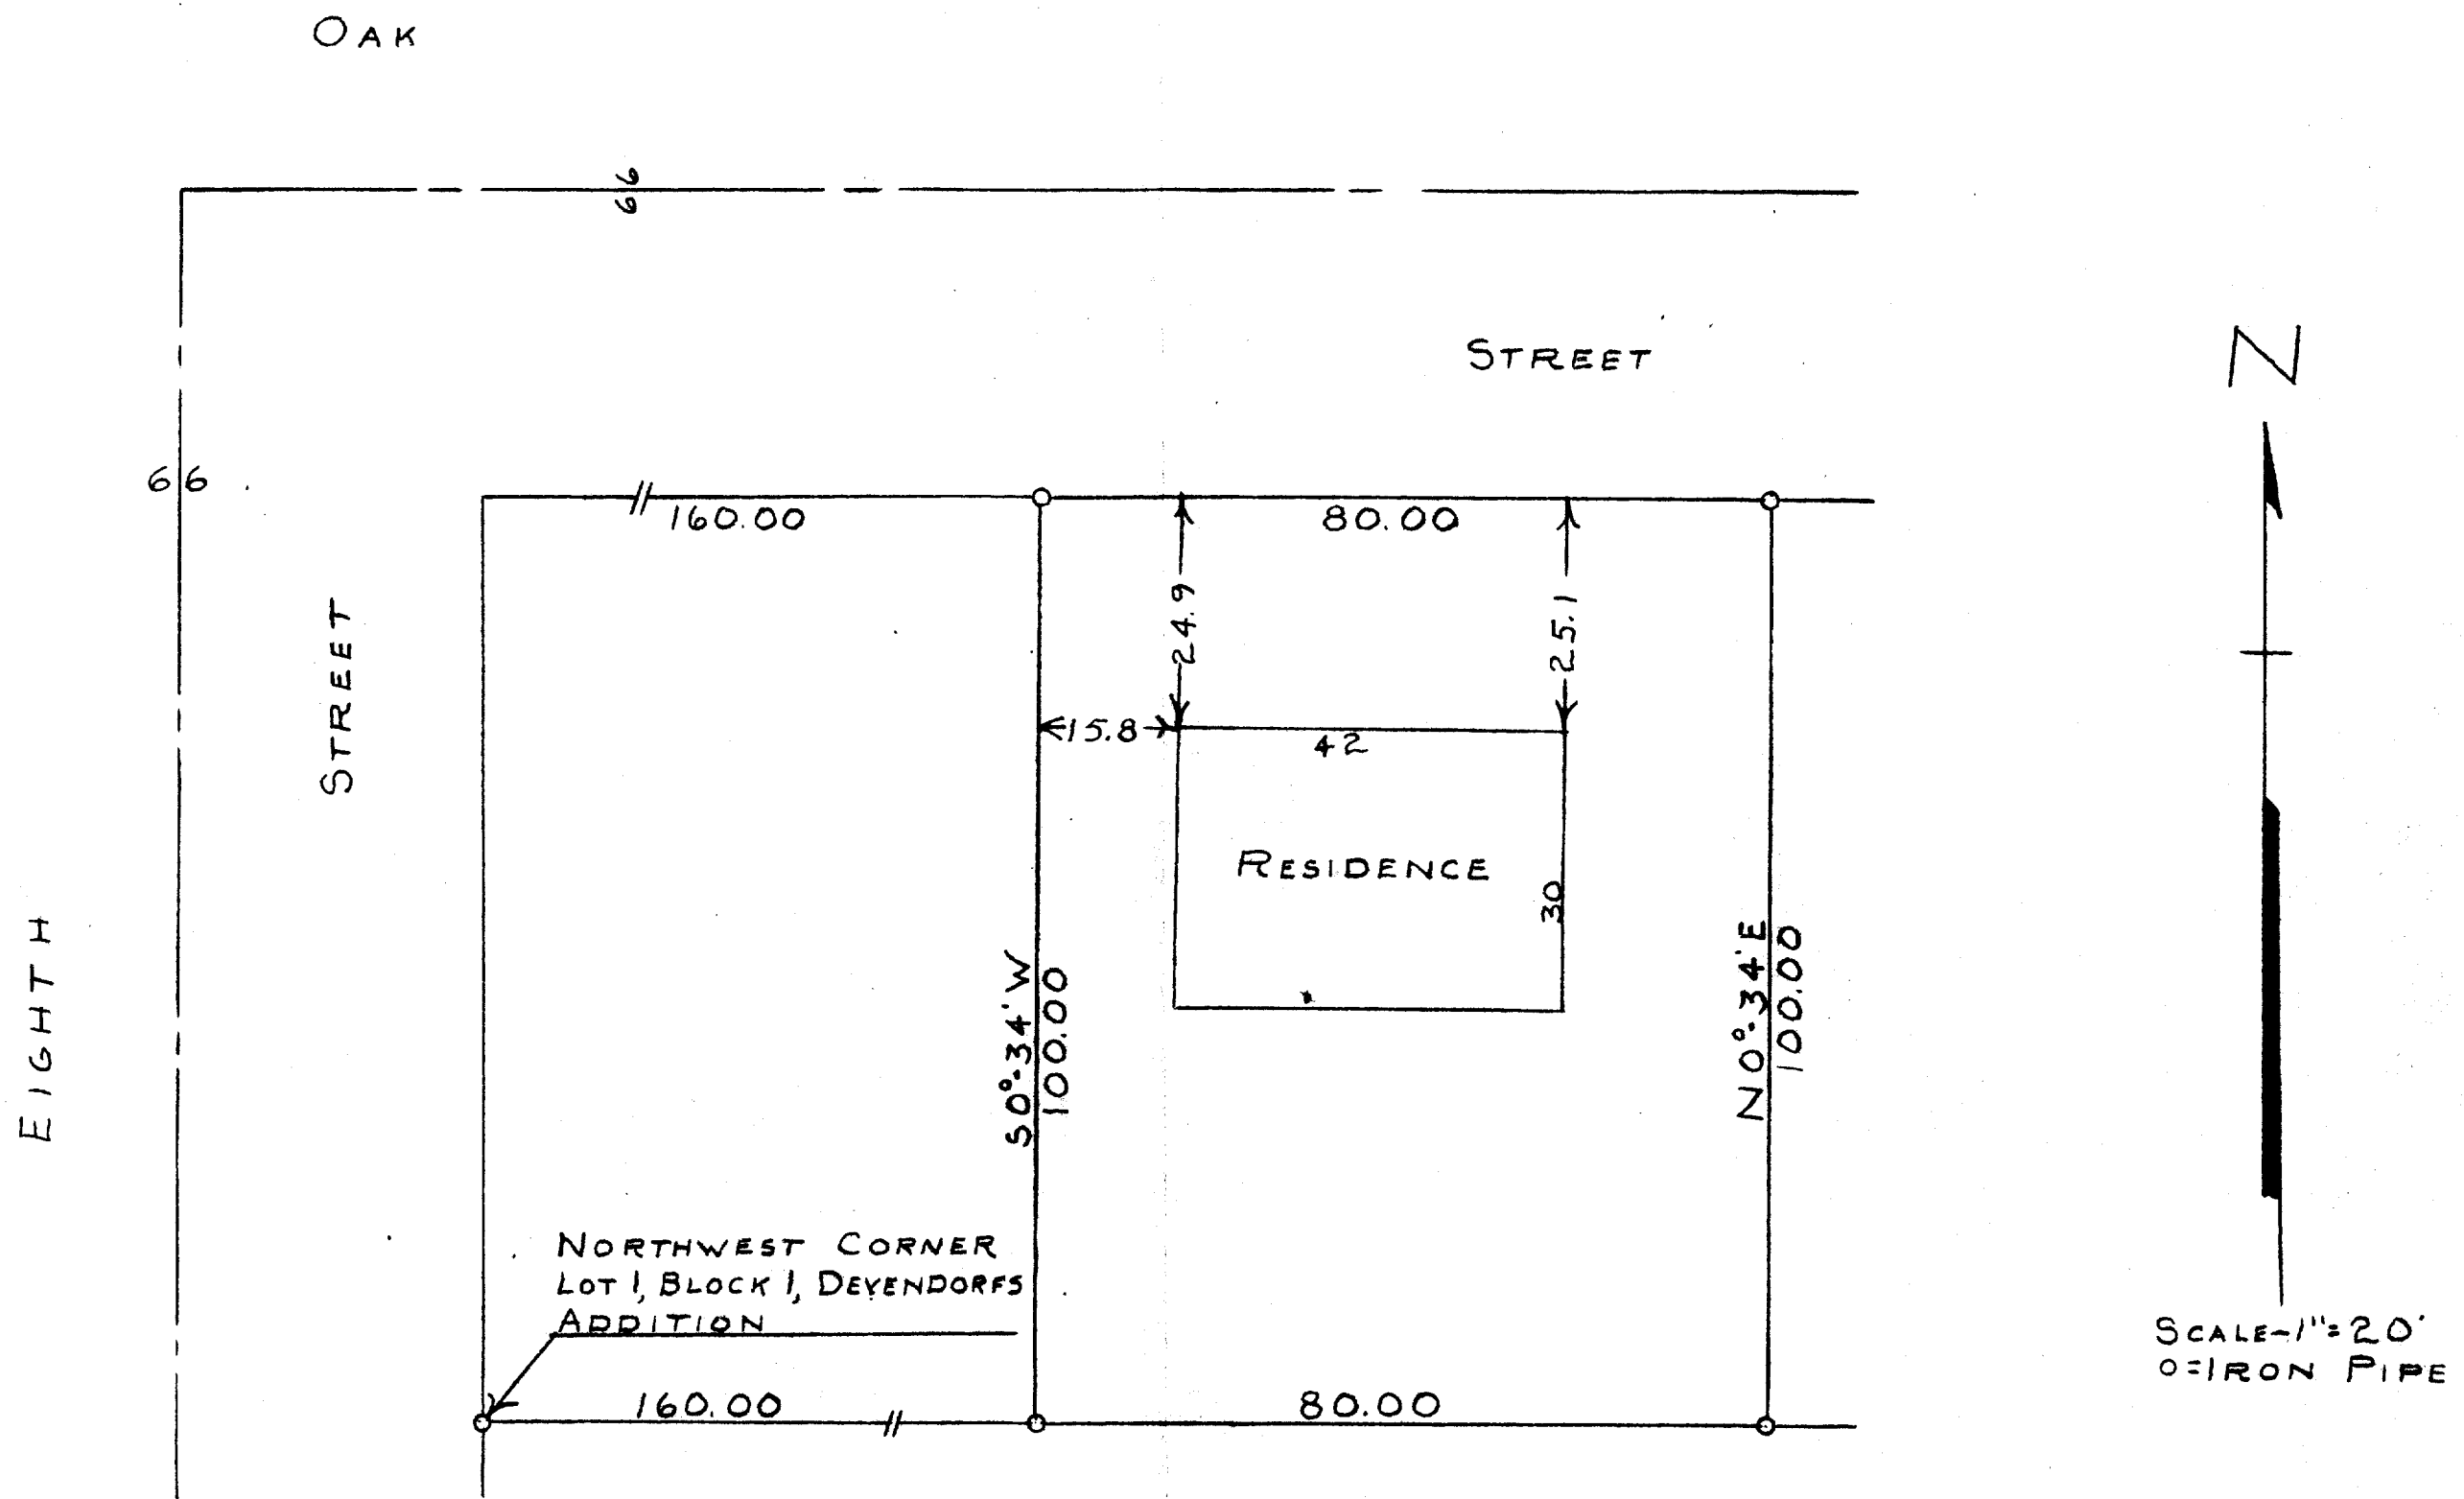 OAK
66
STREET
N
66
160.00
80.00
STREET
24.9
25.1
15.8
42
RESIDENCE
30
EIGHTH
S0°-34'W
100.00
N0°-34'E
100.00
NORTHWEST CORNER
LOT 1, BLOCK 1, DEVENDORFS
ADDITION
160.00
80.00
SCALE-1"=20'
o=IRON PIPE